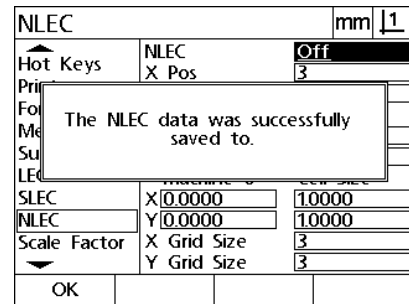 NLEC mm 1
Hot Keys NLEC Off
X Pos 3
The NLEC data was successfully
saved to.
SLEC X 0.0000 1.0000
NLEC Y 0.0000 1.0000
Scale Factor X Grid Size 3
Y Grid Size 3
OK